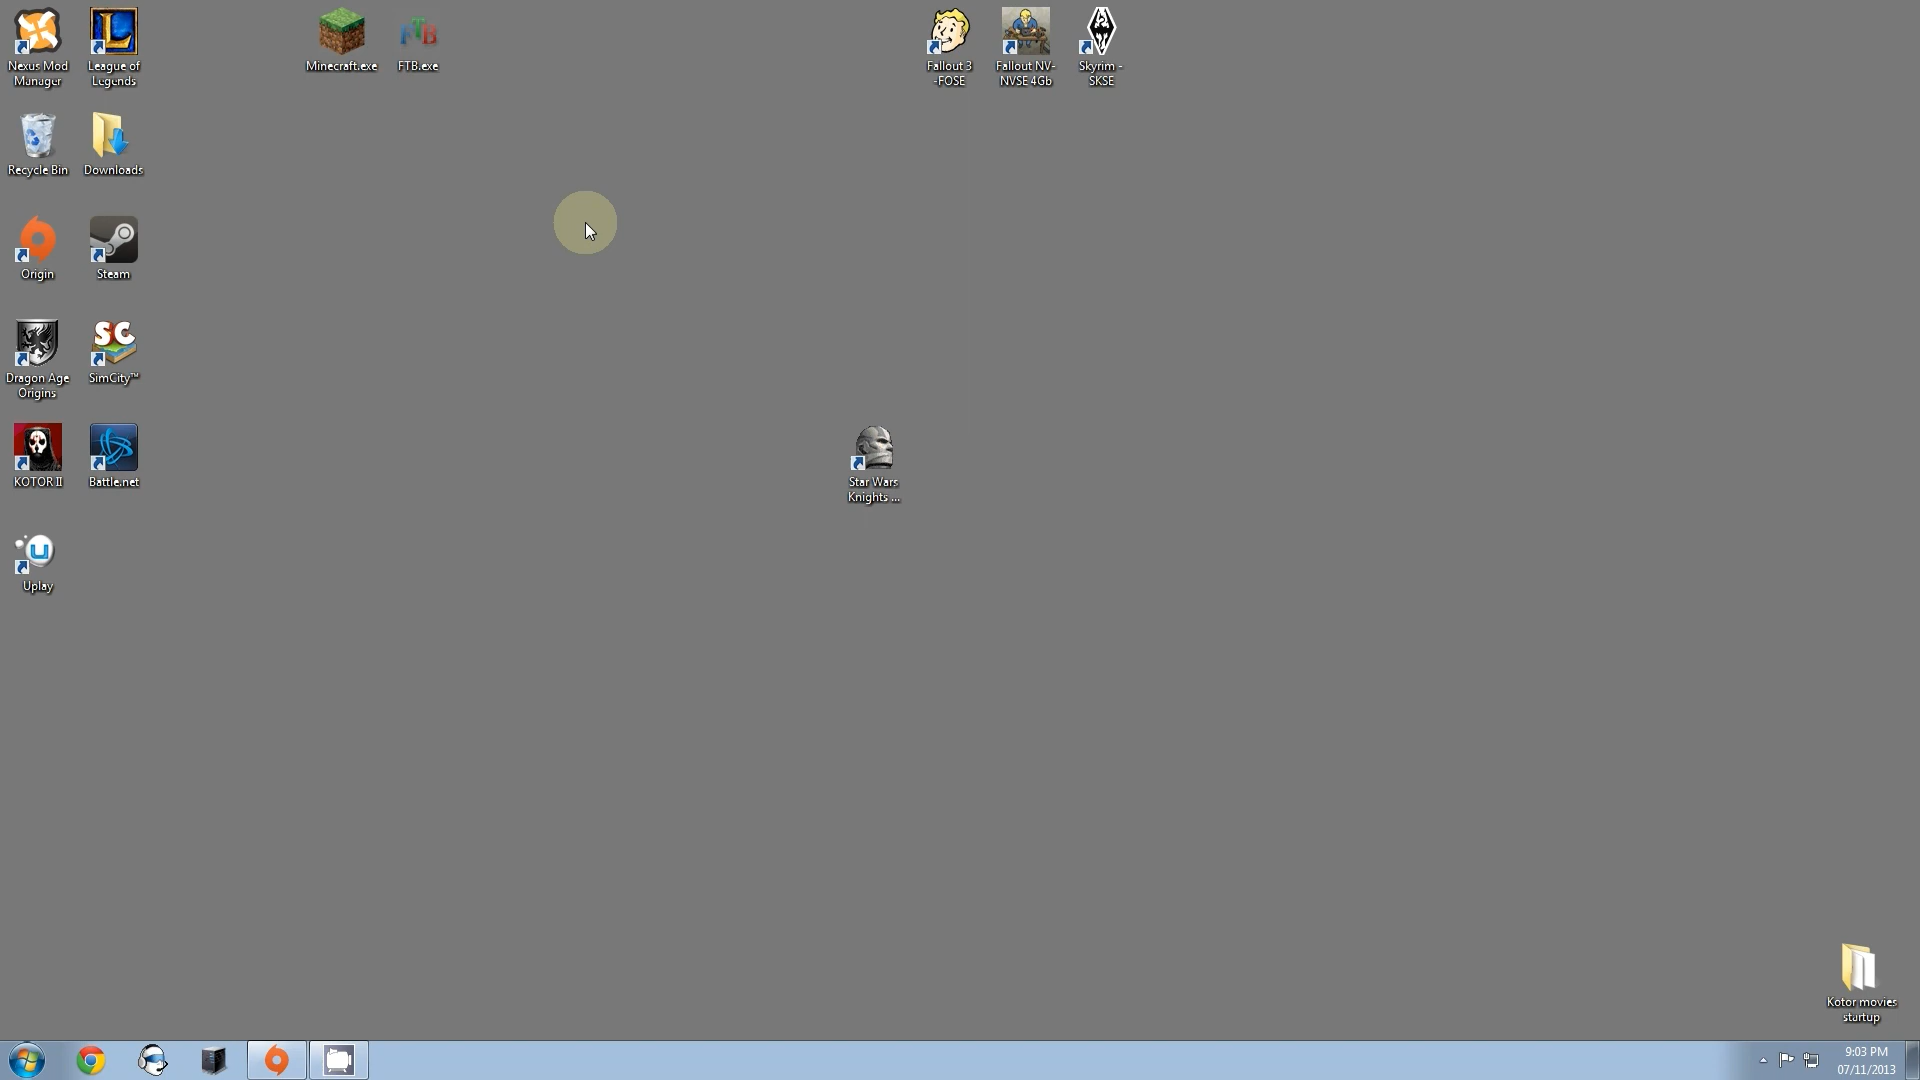 Nexus Mod
Manager
League of
Legends
Minecraft.exe
FTB.exe
Fallout 3
-FOSE
Fallout NV-
NVSE 4Gb
Skyrim -
SKSE
Recycle Bin
Downloads
Origin
Steam
Dragon Age
Origins
SC
SimCity™
KOTOR II
Battle.net
Star Wars
Knights ...
Uplay
Kotor movies
startup
9:03 PM
07/11/2013